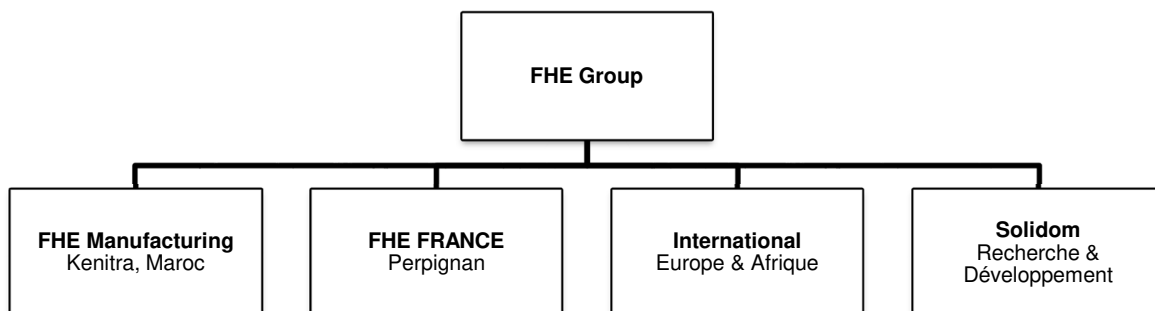 FHE Group
FHE Manufacturing
Kenitra, Maroc
FHE FRANCE
Perpignan
International
Europe & Afrique
Solidom
Recherche &
Développement